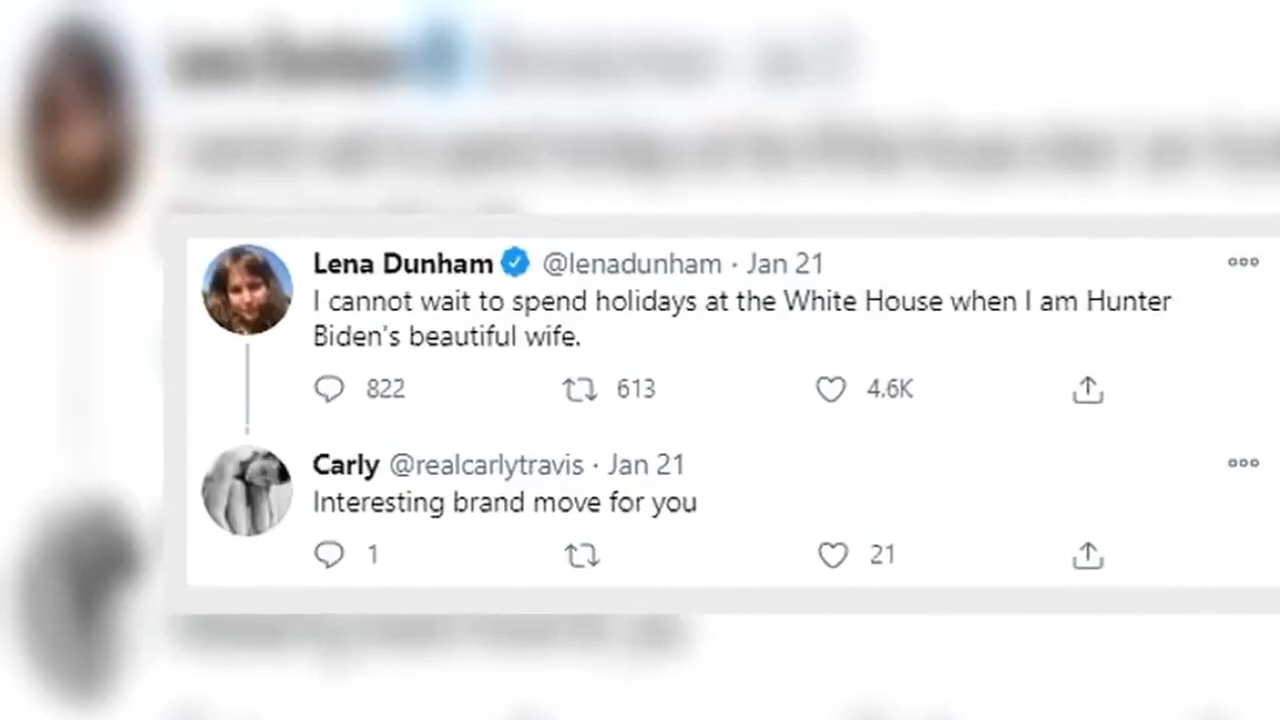 Lena Dunham @lenadunham · Jan 21
I cannot wait to spend holidays at the White House when I am Hunter
Biden's beautiful wife.
822 613 4.6K
Carly @realcarlytravis · Jan 21
Interesting brand move for you
1 21